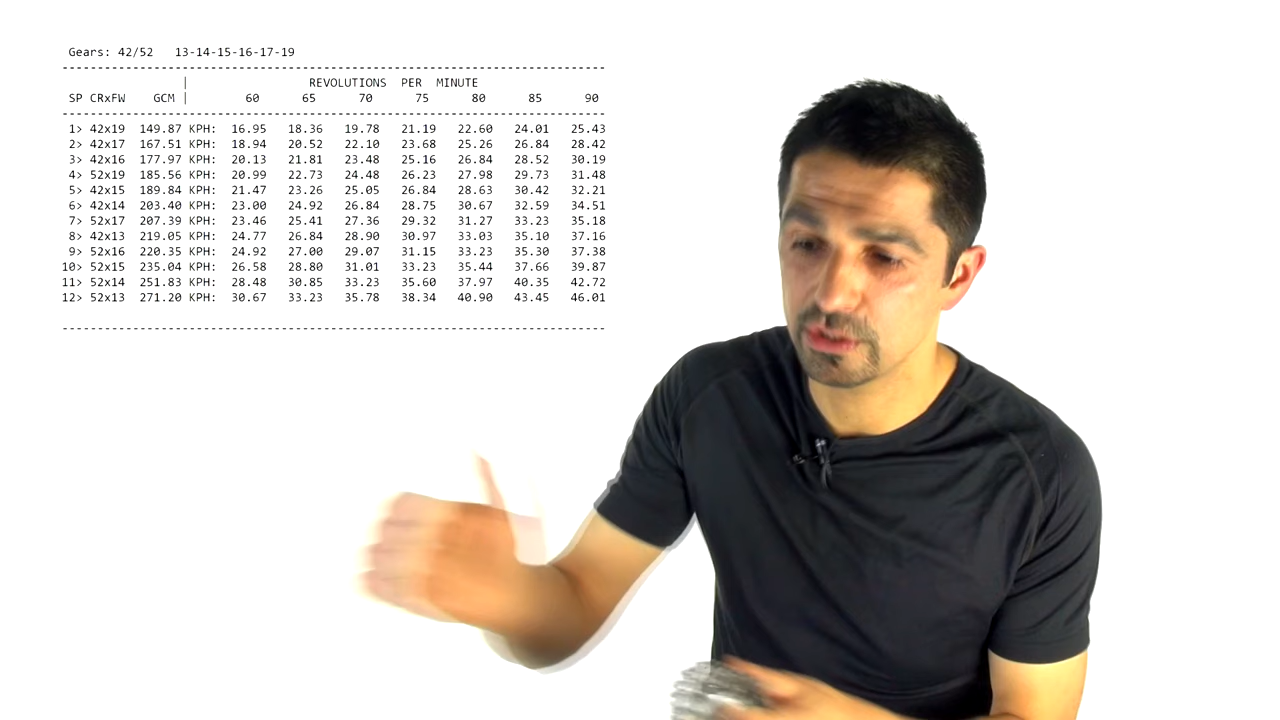 Gears: 42/52 13-14-15-16-17-19
| REVOLUTIONS PER MINUTE
SP CRxFW GCM | 60 65 70 75 80 85 90
1> 42x19 149.87 KPH: 16.95 18.36 19.78 21.19 22.60 24.01 25.43
2> 42x17 167.51 KPH: 18.94 20.52 22.10 23.68 25.26 26.84 28.42
3> 42x16 177.97 KPH: 20.13 21.81 23.48 25.16 26.84 28.52 30.19
4> 52x19 185.56 KPH: 20.99 22.73 24.48 26.23 27.98 29.73 31.48
5> 42x15 189.84 KPH: 21.47 23.26 25.05 26.84 28.63 30.42 32.21
6> 42x14 203.40 KPH: 23.00 24.92 26.84 28.75 30.67 32.59 34.51
7> 52x17 207.39 KPH: 23.46 25.41 27.36 29.32 31.27 33.23 35.18
8> 42x13 219.05 KPH: 24.77 26.84 28.90 30.97 33.03 35.10 37.16
9> 52x16 220.35 KPH: 24.92 27.00 29.07 31.15 33.23 35.30 37.38
10> 52x15 235.04 KPH: 26.58 28.80 31.01 33.23 35.44 37.66 39.87
11> 52x14 251.83 KPH: 28.48 30.85 33.23 35.60 37.97 40.35 42.72
12> 52x13 271.20 KPH: 30.67 33.23 35.78 38.34 40.90 43.45 46.01